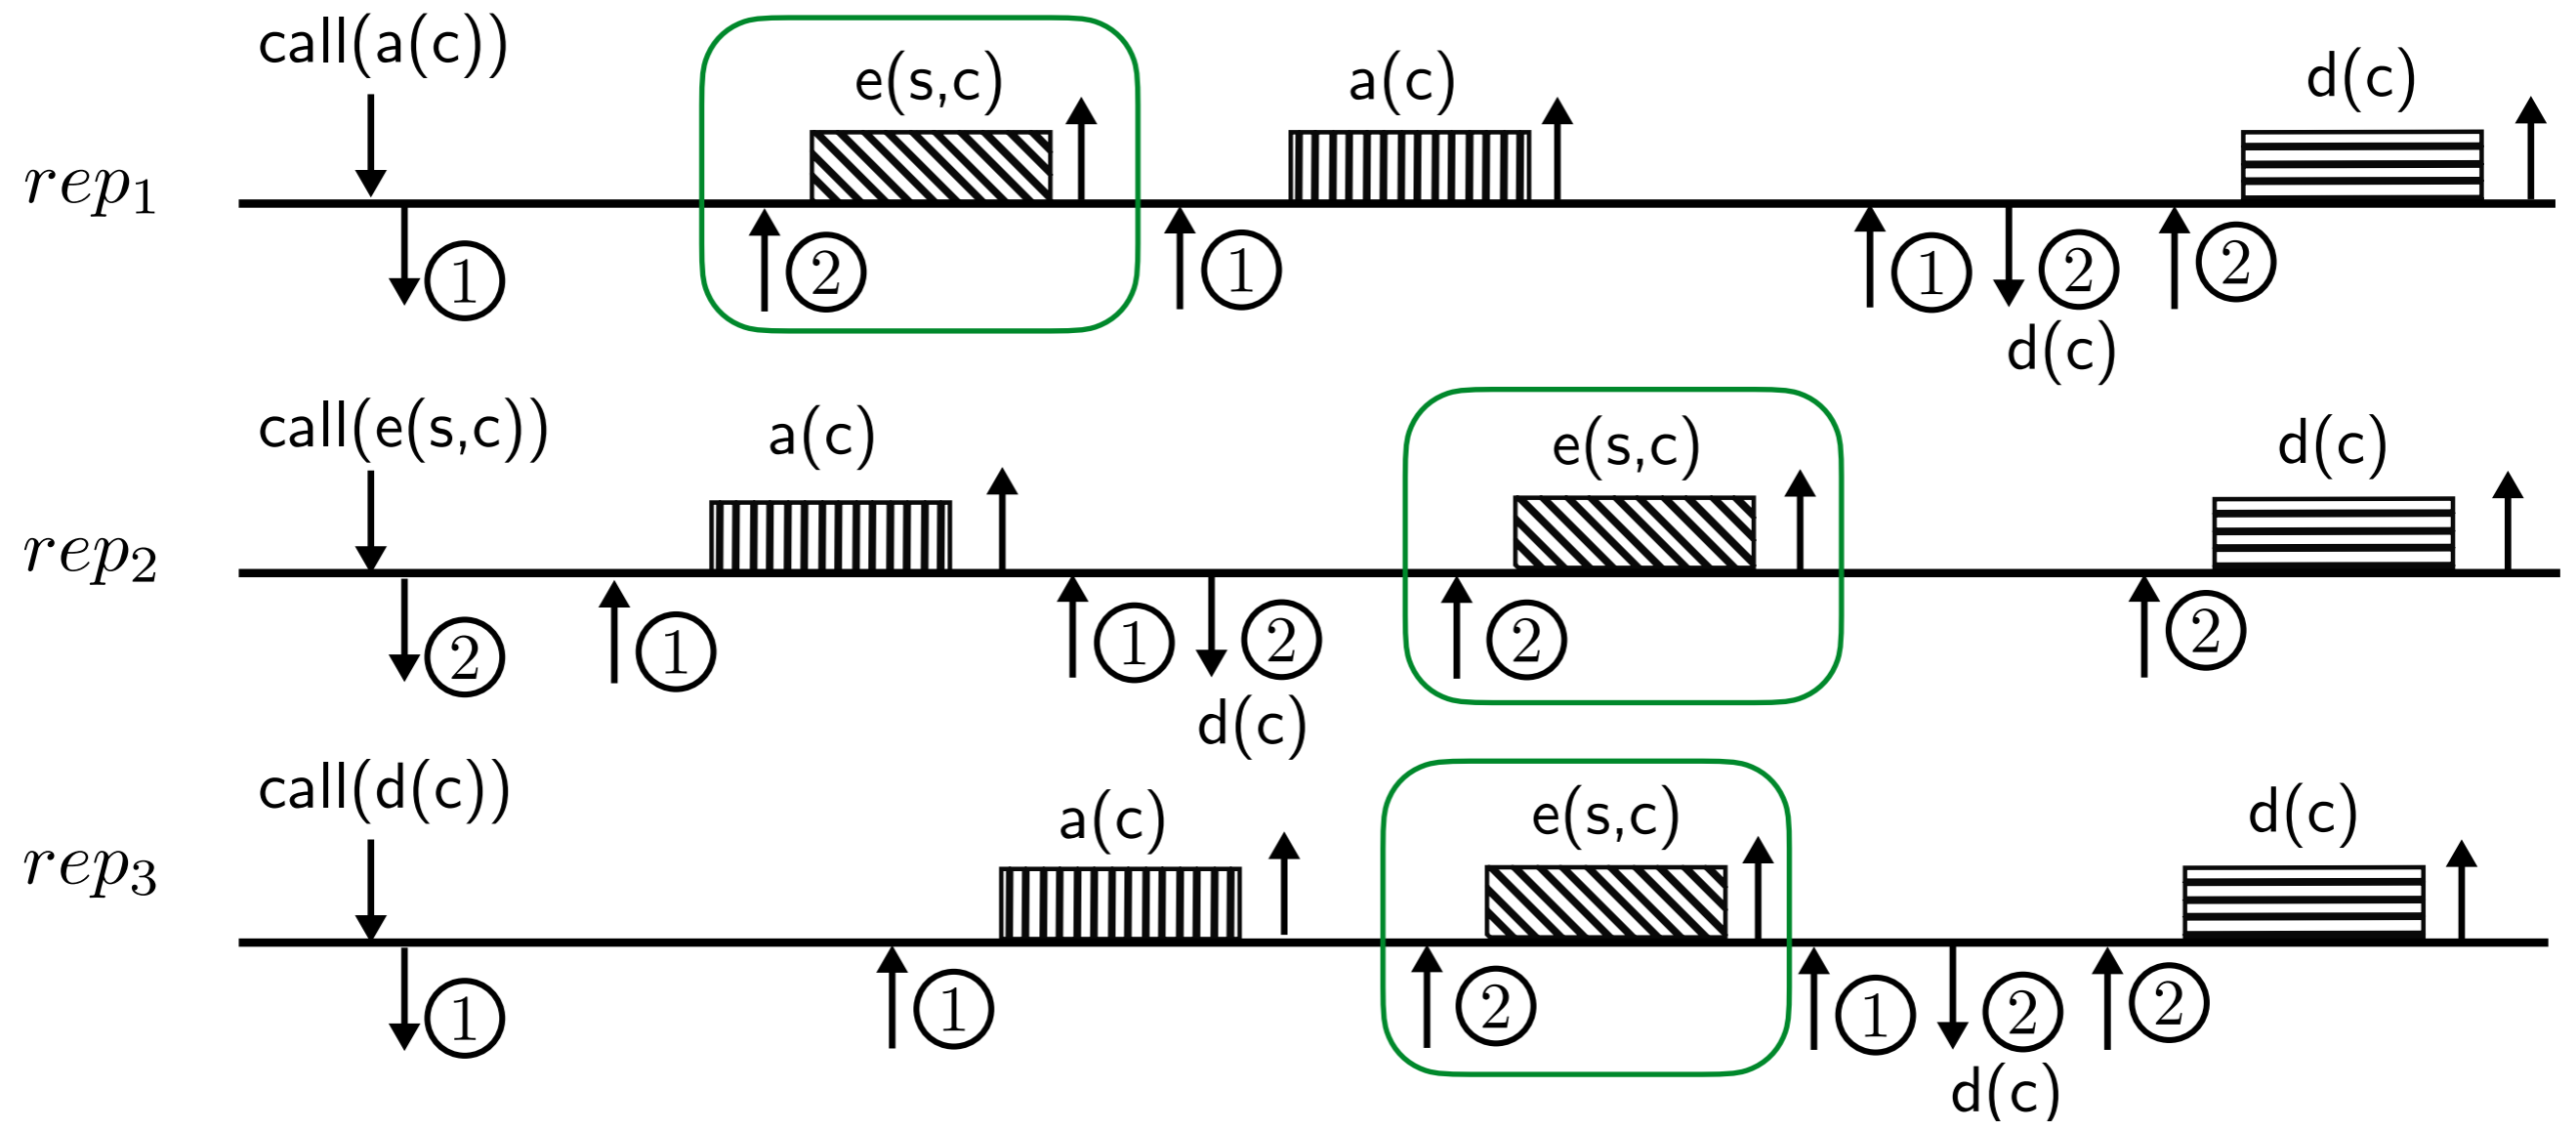 call(a(c))
e(s,c)
a(c)
d(c)
rep1
1
2
1
1
2
2
d(c)
call(e(s,c))
a(c)
e(s,c)
d(c)
rep2
2
1
1
2
2
2
d(c)
call(d(c))
a(c)
e(s,c)
d(c)
rep3
1
1
2
1
2
2
d(c)